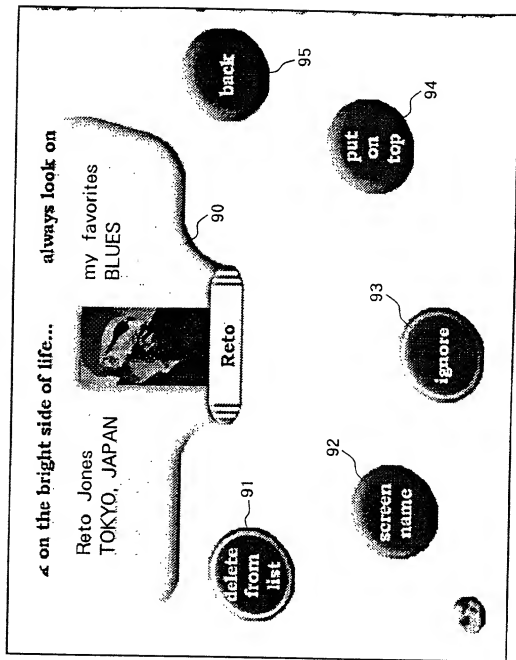 on the bright side of life... always look on
Reto Jones
TOKYO, JAPAN
my favorites
BLUES
90
Reto
91
delete
from
list
92
screen
name
93
ignore
94
put
on
top
95
back